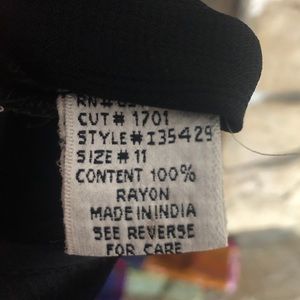 CUT# 1701
STYLE# I35429
SIZE # 11
CONTENT 100%
RAYON
MADE IN INDIA
SEE REVERSE
FOR CARE